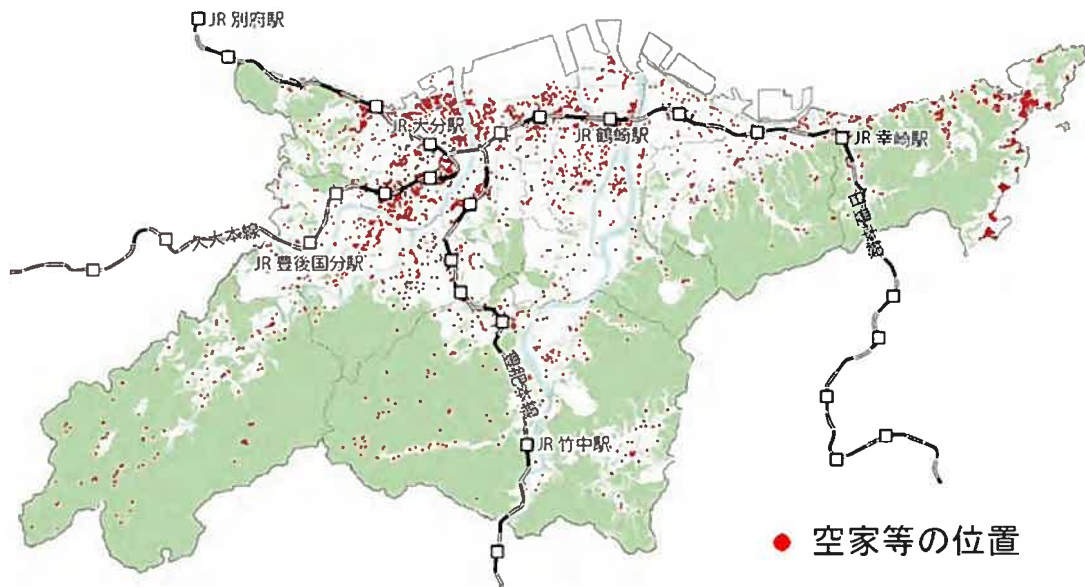 JR 別府駅
JR 大分駅
JR 鶴崎駅
JR 幸崎駅
久大本線
JR 豊後国分駅
日豊本線
豊肥本線
JR 竹中駅
空家等の位置